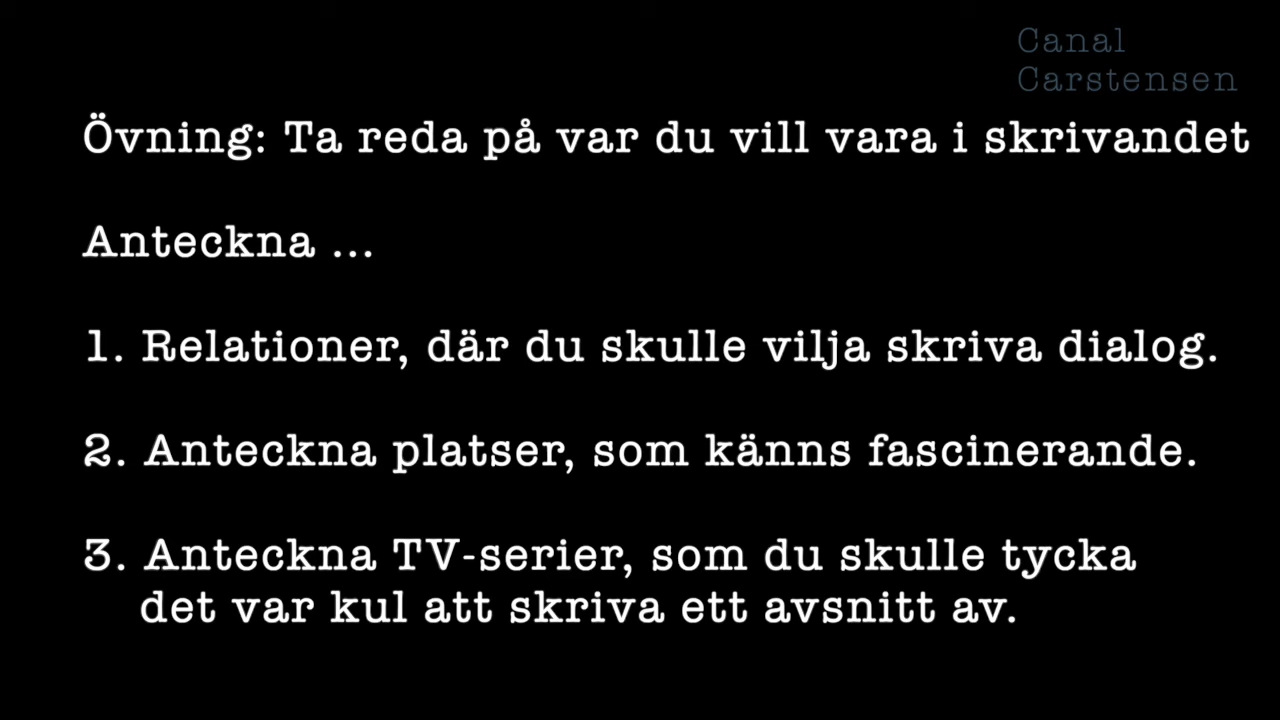 Canal
Carstensen
Övning: Ta reda på var du vill vara i skrivandet
Anteckna ...
1. Relationer, där du skulle vilja skriva dialog.
2. Anteckna platser, som känns fascinerande.
3. Anteckna TV-serier, som du skulle tycka
det var kul att skriva ett avsnitt av.